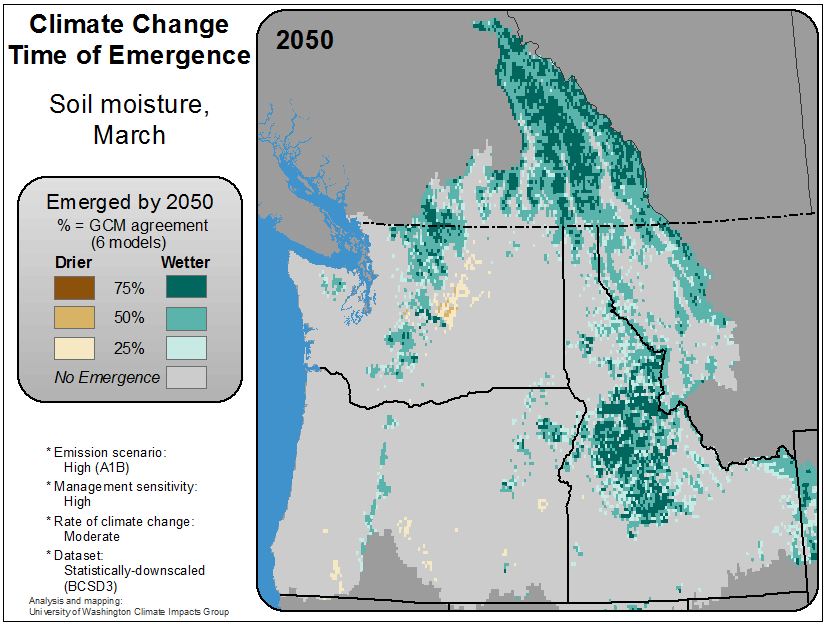 Climate Change
Time of Emergence
Soil moisture,
March
2050
Emerged by 2050
% = GCM agreement
(6 models)
Drier Wetter
75%
50%
25%
No Emergence
* Emission scenario:
High (A1B)
* Management sensitivity:
High
* Rate of climate change:
Moderate
* Dataset:
Statistically-downscaled
(BCSD3)
Analysis and mapping:
University of Washington Climate Impacts Group